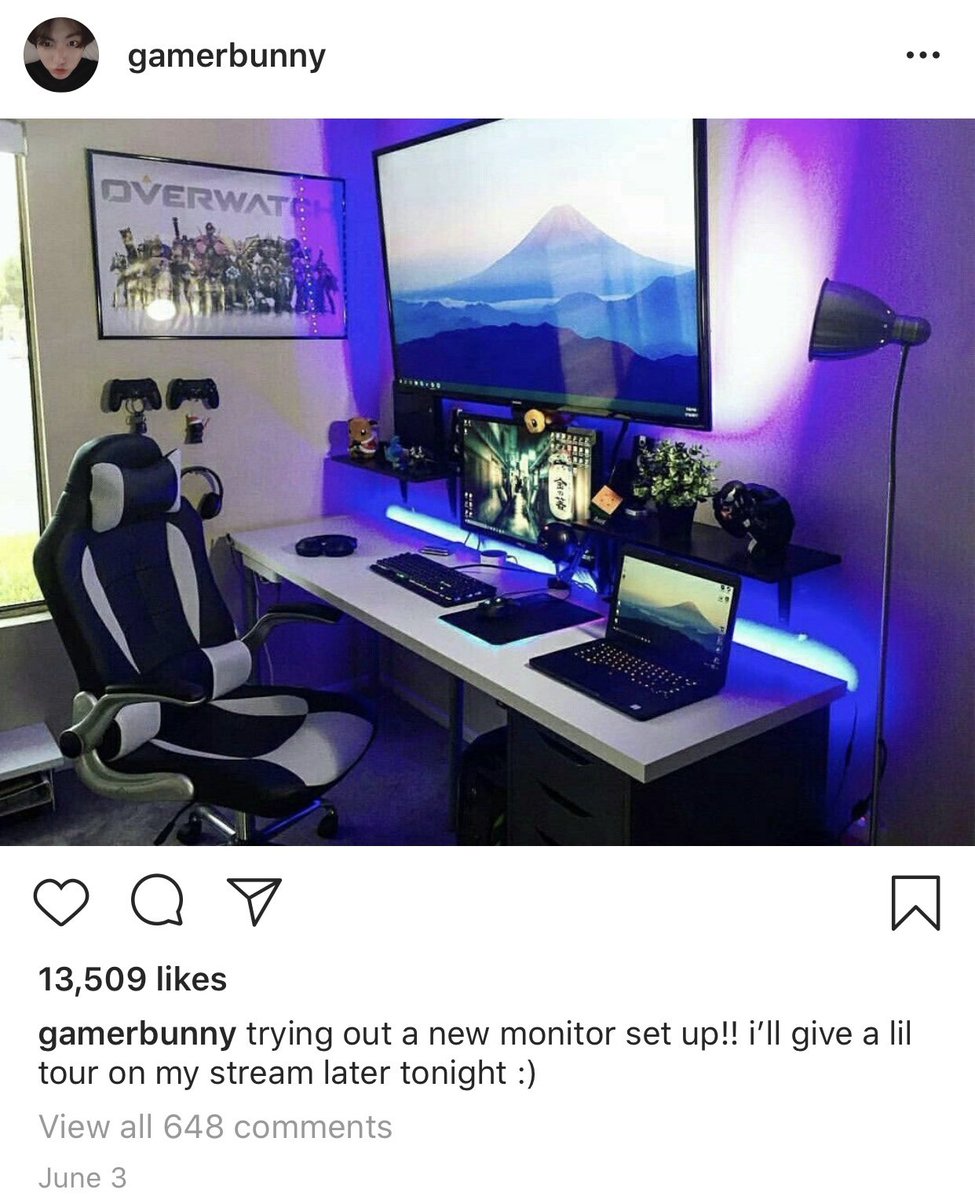 gamerbunny
OVERWATCH
13,509 likes
gamerbunny trying out a new monitor set up!! i’ll give a lil
tour on my stream later tonight :)
View all 648 comments
June 3